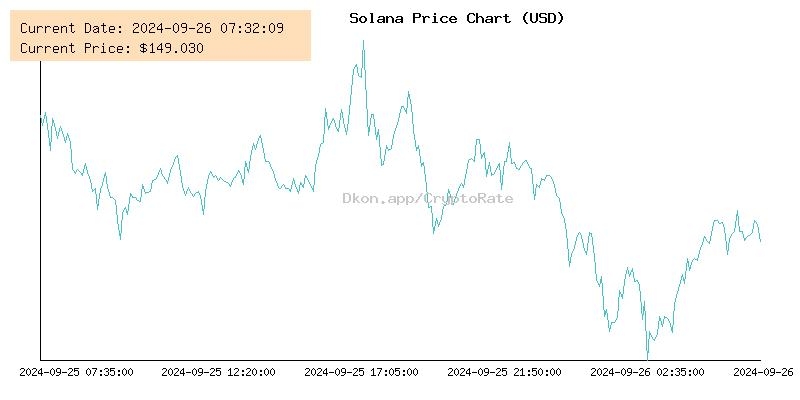 Solana Price Chart (USD)
Current Date: 2024-09-26 07:32:09
Current Price: $149.030
Dkon.app/CryptoRate
2024-09-25 07:35:00
2024-09-25 12:20:00
2024-09-25 17:05:00
2024-09-25 21:50:00
2024-09-26 02:35:00
2024-09-26